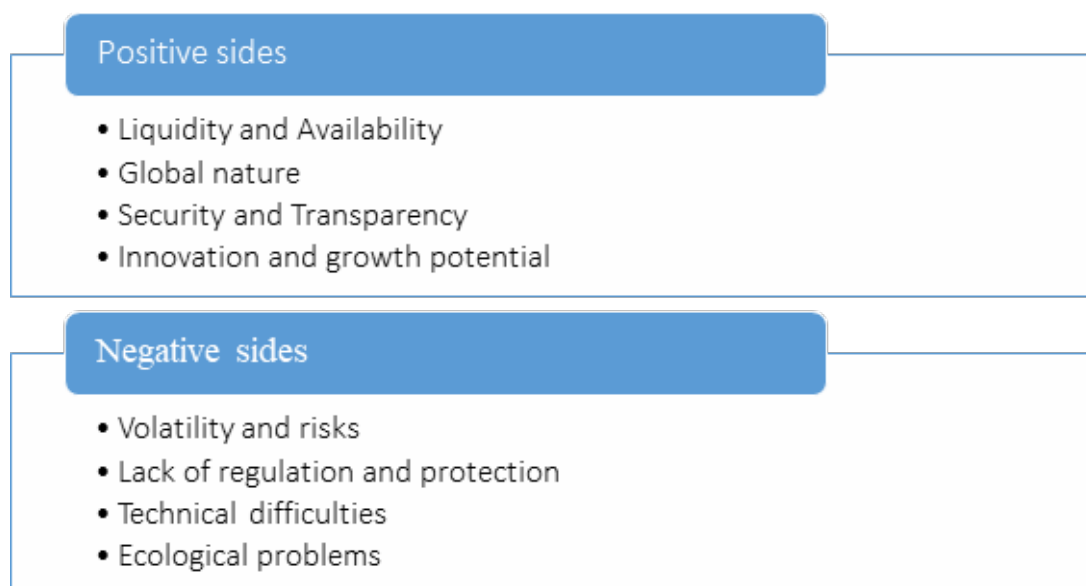 Positive sides
• Liquidity and Availability
• Global nature
• Security and Transparency
• Innovation and growth potential
Negative sides
• Volatility and risks
• Lack of regulation and protection
• Technical difficulties
• Ecological problems